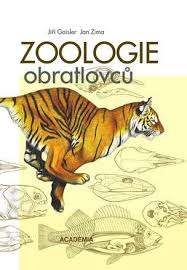 Jiří Gaisler Jan Zima
ZOOLOGIE
obratlovců
ACADEMIA